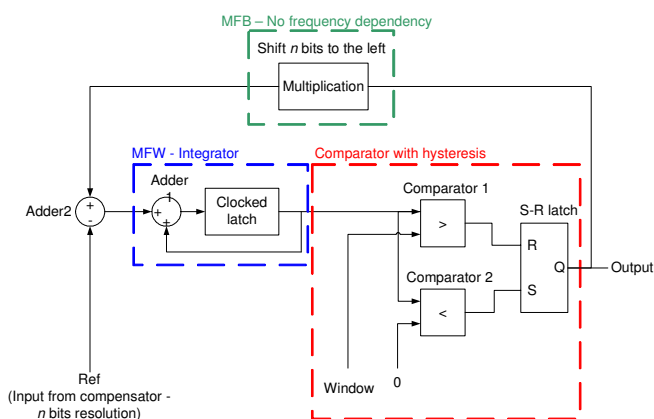 MFB – No frequency dependency
Shift n bits to the left
Multiplication
MFW - Integrator
Comparator with hysteresis
Adder
1
Clocked
latch
Adder2
+
-
+
+
Comparator 1
>
S-R latch
R
Q
Output
S
Comparator 2
<
Ref
(Input from compensator -
n bits resolution)
Window
0